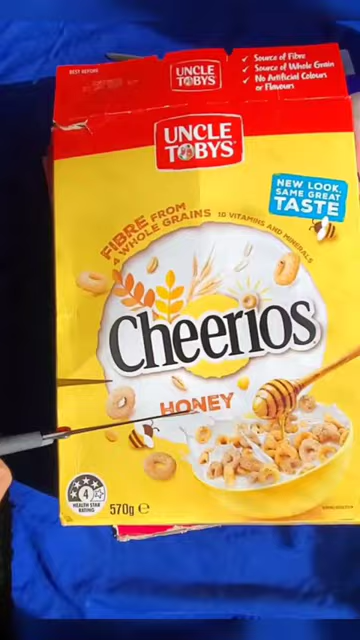 BEST BEFORE
UNCLE
TOBYS
✓ Source of Fibre
✓ Source of Whole Grain
✓ No Artificial Colours
or Flavours
UNCLE
TOBYS
NEW LOOK,
SAME GREAT
TASTE
FIBRE FROM
4 WHOLE GRAINS
10 VITAMINS AND MINERALS
Cheerios
HONEY
4
HEALTH STAR
RATING
570g e